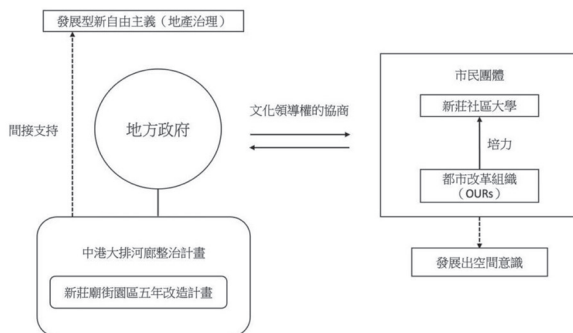 發展型新自由主義（地產治理）
間接支持
地方政府
中港大排河廊整治計畫
新莊廟街園區五年改造計畫
文化領導權的協商
市民團體
新莊社區大學
培力
都市改革組織
（OURs）
發展出空間意識